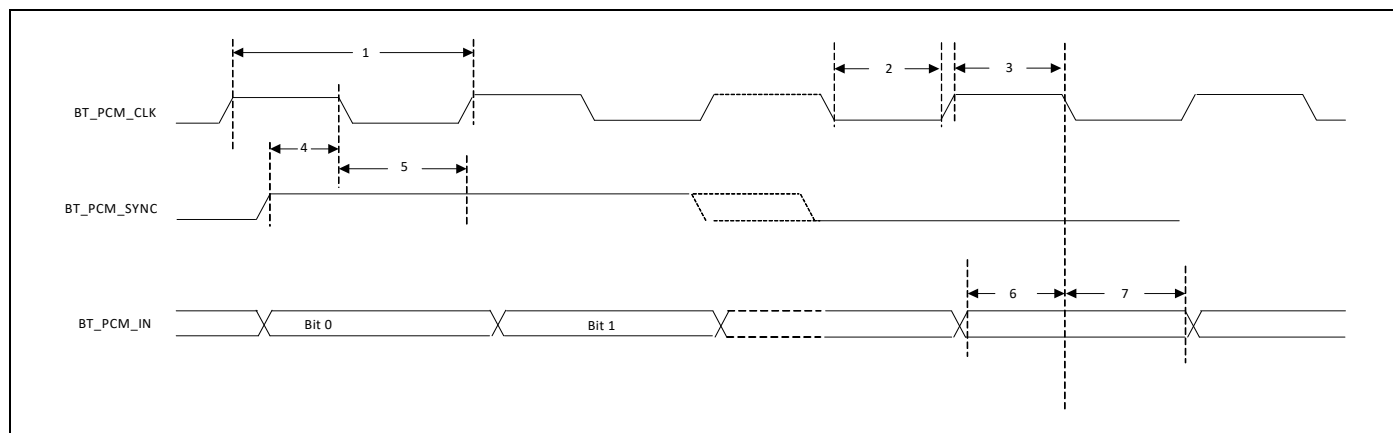 1
2
3
BT_PCM_CLK
4
5
BT_PCM_SYNC
6
7
BT_PCM_IN
Bit 0
Bit 1